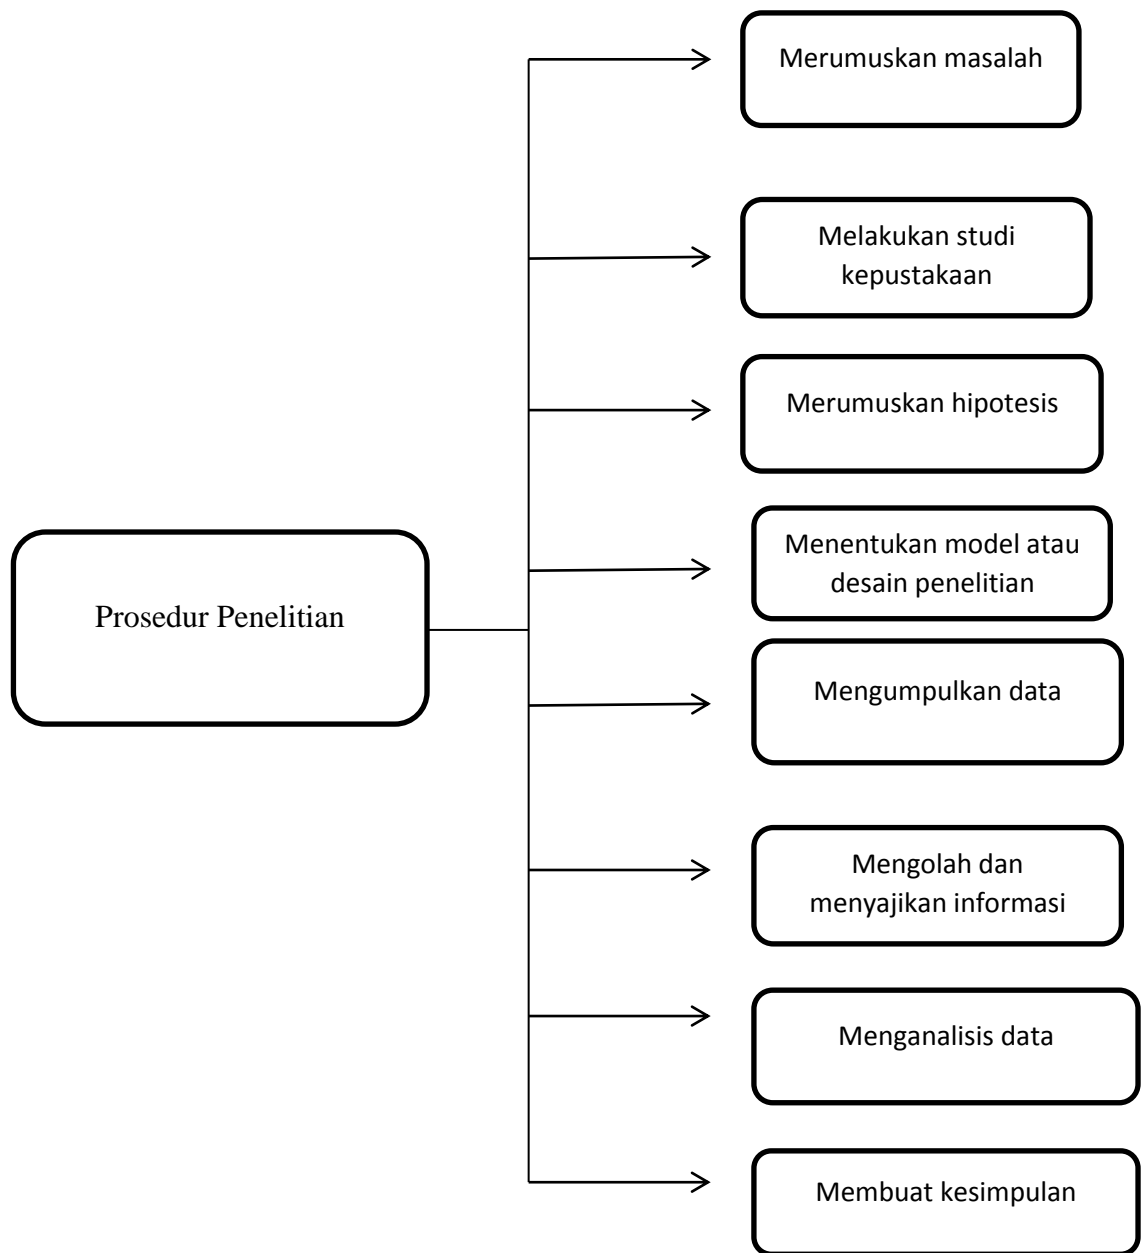 Merumuskan masalah
Melakukan studi
kepustakaan
Merumuskan hipotesis
Menentukan model atau
desain penelitian
Prosedur Penelitian
Mengumpulkan data
Mengolah dan
menyajikan informasi
Menganalisis data
Membuat kesimpulan